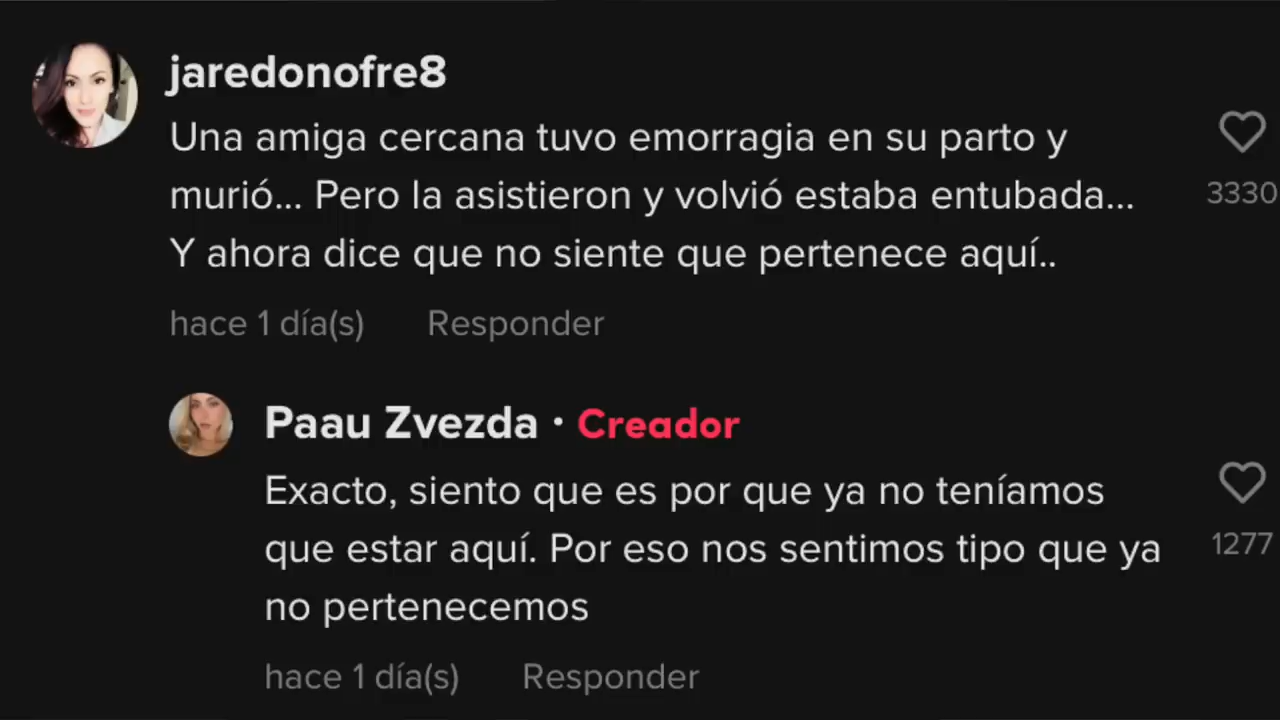 jaredonofre8
Una amiga cercana tuvo emorragia en su parto y
murió... Pero la asistieron y volvió estaba entubada...
Y ahora dice que no siente que pertenece aquí..
3330
hace 1 día(s) Responder
Paau Zvezda · Creador
Exacto, siento que es por que ya no teníamos
que estar aquí. Por eso nos sentimos tipo que ya
no pertenecemos
1277
hace 1 día(s) Responder